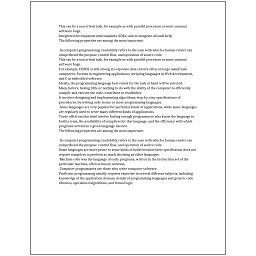 This can be a non-trivial task, for example as with parallel processes or some unusual
software bugs.
Integrated development environments (IDEs) aim to integrate all such help.
The following properties are among the most important:

In computer programming, readability refers to the ease with which a human reader can
comprehend the purpose, control flow, and operation of source code.
This can be a non-trivial task, for example as with parallel processes or some unusual
software bugs.
For example, COBOL is still strong in corporate data centers often on large mainframe
computers, Fortran in engineering applications, scripting languages in Web development,
and C in embedded software.
Ideally, the programming language best suited for the task at hand will be selected.
Many factors, having little or nothing to do with the ability of the computer to efficiently
compile and execute the code, contribute to readability.
It involves designing and implementing algorithms, step-by-step specifications of
procedures, by writing code in one or more programming languages.
Some languages are very popular for particular kinds of applications, while some languages
are regularly used to write many different kinds of applications.
Trade-offs from this ideal involve finding enough programmers who know the language to
build a team, the availability of compilers for that language, and the efficiency with which
programs written in a given language execute.
The following properties are among the most important:

In computer programming, readability refers to the ease with which a human reader can
comprehend the purpose, control flow, and operation of source code.
Some languages are more prone to some kinds of faults because their specification does not
require compilers to perform as much checking as other languages.
Machine code was the language of early programs, written in the instruction set of the
particular machine, often in binary notation.
Computer programmers are those who write computer software.
Proficient programming usually requires expertise in several different subjects, including
knowledge of the application domain, details of programming languages and generic code
libraries, specialized algorithms, and formal logic.